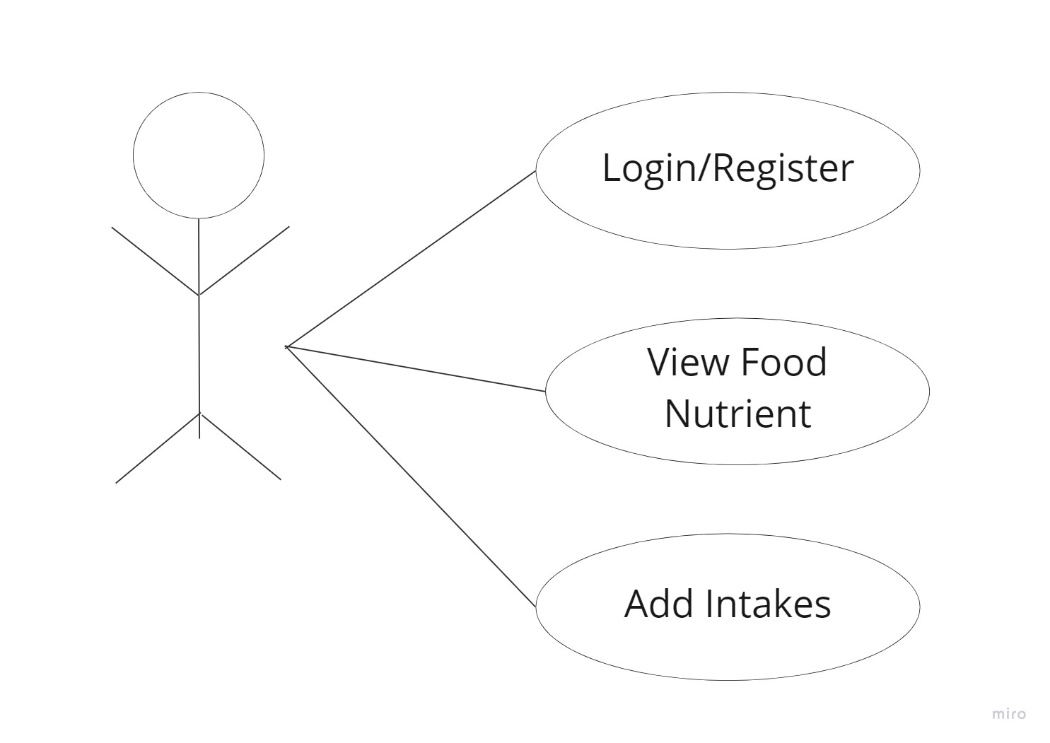 Login/Register
View Food
Nutrient
Add Intakes
miro